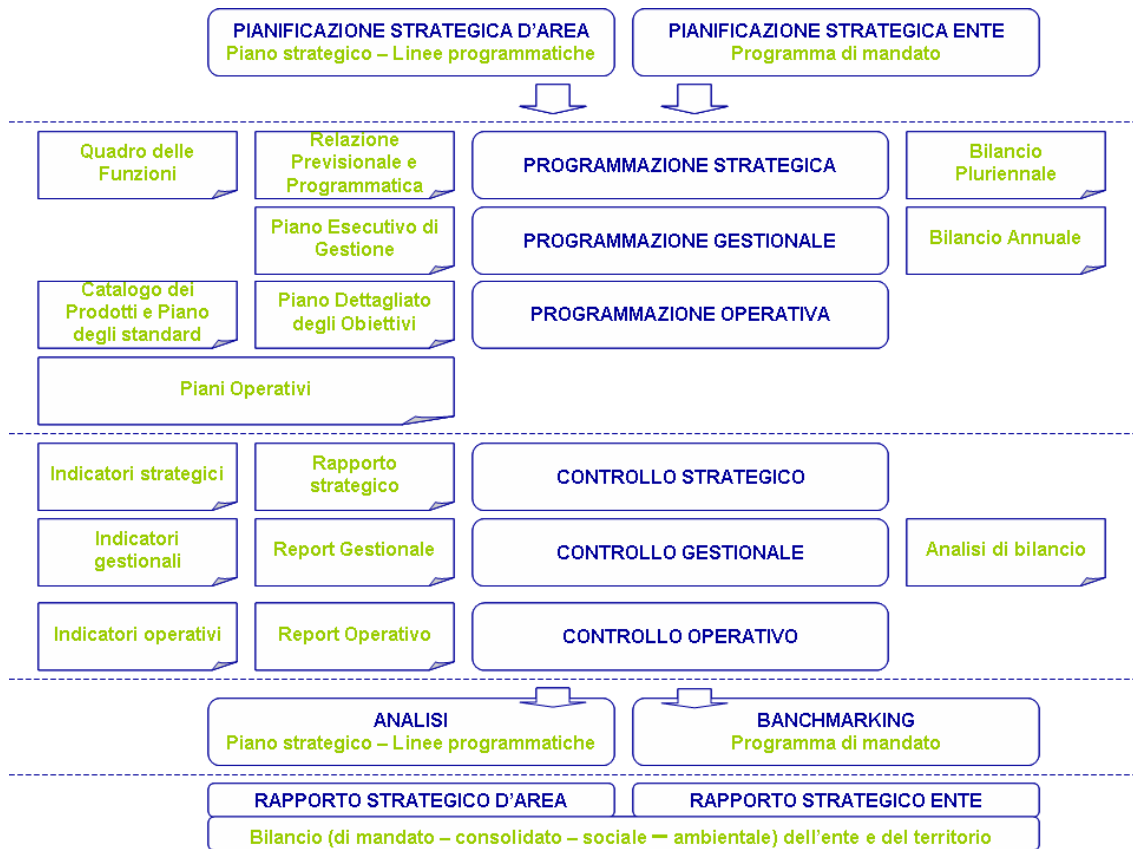 PIANIFICAZIONE STRATEGICA D'AREA
Piano strategico – Linee programmatiche
PIANIFICAZIONE STRATEGICA ENTE
Programma di mandato
Quadro delle
Funzioni
Relazione
Previsionale e
Programmatica
PROGRAMMAZIONE STRATEGICA
Bilancio
Pluriennale
Piano Esecutivo di
Gestione
PROGRAMMAZIONE GESTIONALE
Bilancio Annuale
Catalogo dei
Prodotti e Piano
degli standard
Piano Dettagliato
degli Obiettivi
PROGRAMMAZIONE OPERATIVA
Piani Operativi
Indicatori strategici
Rapporto
strategico
CONTROLLO STRATEGICO
Indicatori
gestionali
Report Gestionale
CONTROLLO GESTIONALE
Analisi di bilancio
Indicatori operativi
Report Operativo
CONTROLLO OPERATIVO
ANALISI
Piano strategico – Linee programmatiche
BANCHMARKING
Programma di mandato
RAPPORTO STRATEGICO D'AREA
RAPPORTO STRATEGICO ENTE
Bilancio (di mandato – consolidato – sociale – ambientale) dell'ente e del territorio